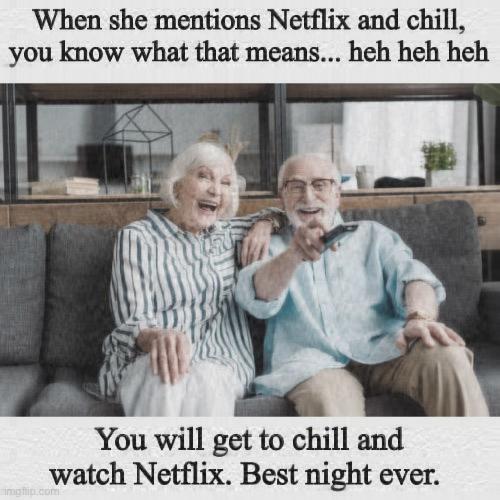 When she mentions Netflix and chill,
you know what that means... heh heh heh
You will get to chill and
watch Netflix. Best night ever.
imgflip.com